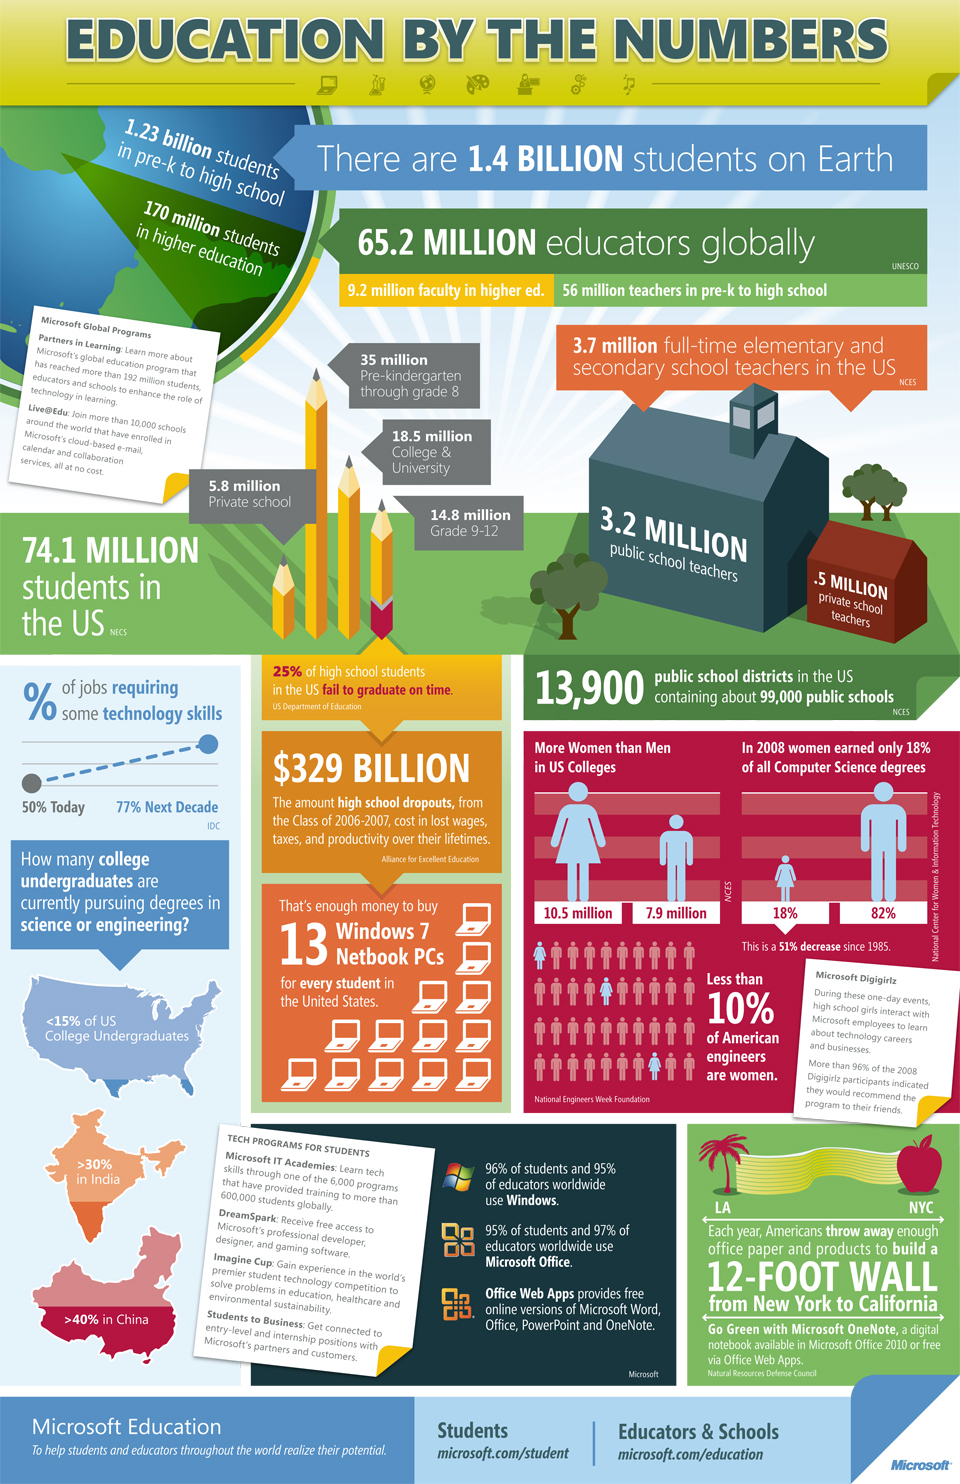 EDUCATION BY THE NUMBERS
There are 1.4 BILLION students on Earth
1.23 billion students
in pre-k to high school
170 million students
in higher education
65.2 MILLION educators globally
UNESCO
9.2 million faculty in higher ed.
56 million teachers in pre-k to high school
Microsoft Global Programs
Partners in Learning: Learn more about
Microsoft's global education program that
has reached more than 192 million students,
educators and schools to enhance the role of
technology in learning.
Live@Edu: Join more than 10,000 schools
around the world that have enrolled in
Microsoft's cloud-based e-mail,
calendar and collaboration
services, all at no cost.
3.7 million full-time elementary and
secondary school teachers in the US
NCES
35 million
Pre-kindergarten
through grade 8
18.5 million
College &
University
5.8 million
Private school
14.8 million
Grade 9-12
74.1 MILLION
students in
the US NECS
3.2 MILLION
public school teachers
.5 MILLION
private school
teachers
% of jobs requiring
some technology skills
50% Today
77% Next Decade
IDC
25% of high school students
in the US fail to graduate on time.
US Department of Education
$329 BILLION
The amount high school dropouts, from
the Class of 2006-2007, cost in lost wages,
taxes, and productivity over their lifetimes.
Alliance for Excellent Education
That's enough money to buy
13 Windows 7
Netbook PCs
for every student in
the United States.
13,900 public school districts in the US
containing about 99,000 public schools
NCES
More Women than Men
in US Colleges
10.5 million
7.9 million
NCES
In 2008 women earned only 18%
of all Computer Science degrees
18%
82%
This is a 51% decrease since 1985.
National Center for Women & Information Technology
Less than
10%
of American
engineers
are women.
National Engineers Week Foundation
Microsoft Digigirlz
During these one-day events,
high school girls interact with
Microsoft employees to learn
about technology careers
and businesses.
More than 96% of the 2008
Digigirlz participants indicated
they would recommend the
program to their friends.
How many college
undergraduates are
currently pursuing degrees in
science or engineering?
<15% of US
College Undergraduates
>30%
in India
>40% in China
TECH PROGRAMS FOR STUDENTS
Microsoft IT Academies: Learn tech
skills through one of the 6,000 programs
that have provided training to more than
600,000 students globally.
DreamSpark: Receive free access to
Microsoft's professional developer,
designer, and gaming software.
Imagine Cup: Gain experience in the world's
premier student technology competition to
solve problems in education, healthcare and
environmental sustainability.
Students to Business: Get connected to
entry-level and internship positions with
Microsoft's partners and customers.
96% of students and 95%
of educators worldwide
use Windows.
95% of students and 97% of
educators worldwide use
Microsoft Office.
Office Web Apps provides free
online versions of Microsoft Word,
Office, PowerPoint and OneNote.
Microsoft
LA
NYC
Each year, Americans throw away enough
office paper and products to build a
12-FOOT WALL
from New York to California
Go Green with Microsoft OneNote, a digital
notebook available in Microsoft Office 2010 or free
via Office Web Apps.
Natural Resources Defense Council
Microsoft Education
To help students and educators throughout the world realize their potential.
Students
microsoft.com/student
Educators & Schools
microsoft.com/education
Microsoft